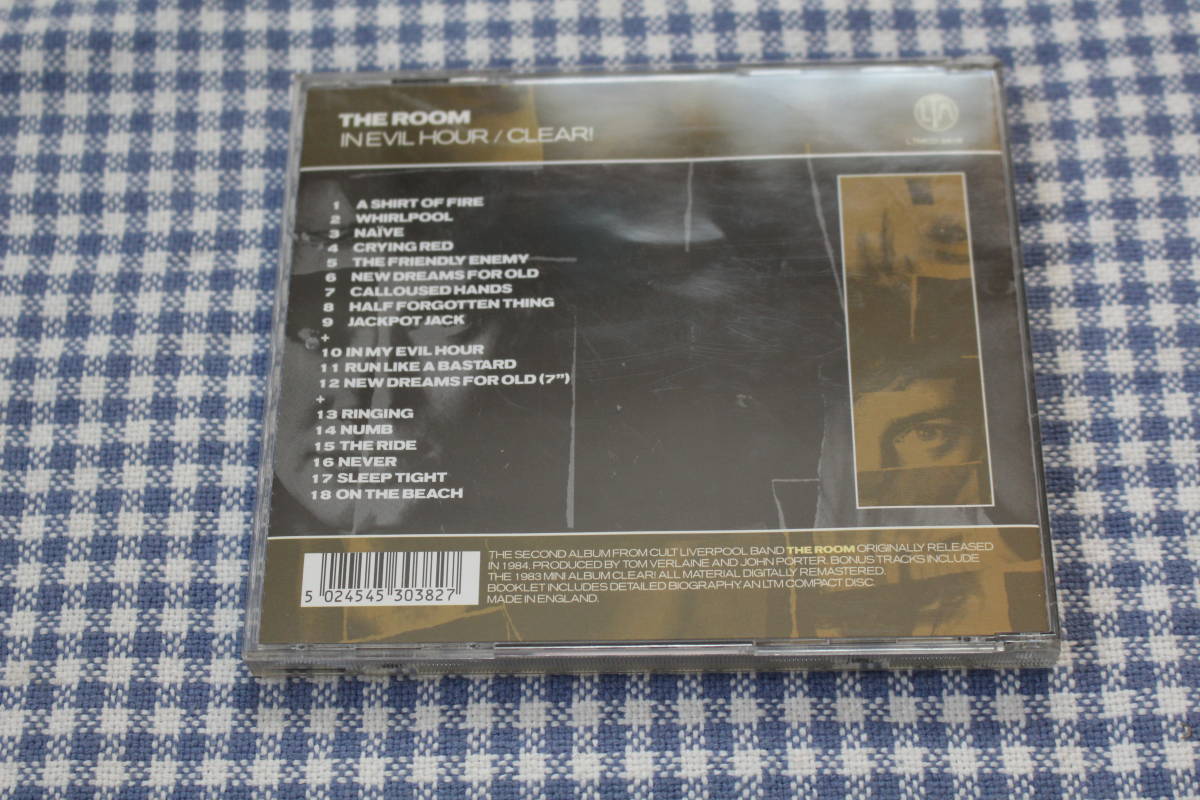 THE ROOM
IN EVIL HOUR / CLEAR!
LTM
1 A SHIRT OF FIRE
2 WHIRLPOOL
3 NAÏVE
4 CRYING RED
5 THE FRIENDLY ENEMY
6 NEW DREAMS FOR OLD
7 CALLOUSED HANDS
8 HALF FORGOTTEN THING
9 JACKPOT JACK
+
10 IN MY EVIL HOUR
11 RUN LIKE A BASTARD
12 NEW DREAMS FOR OLD (7")
+
13 RINGING
14 NUMB
15 THE RIDE
16 NEVER
17 SLEEP TIGHT
18 ON THE BEACH
THE SECOND ALBUM FROM CULT LIVERPOOL BAND THE ROOM ORIGINALLY RELEASED
IN 1984. PRODUCED BY TOM VERLAINE AND JOHN PORTER. BONUS TRACKS INCLUDE
THE 1983 MINI ALBUM CLEAR! ALL MATERIAL DIGITALLY REMASTERED.
BOOKLET INCLUDES DETAILED BIOGRAPHY. AN LTM COMPACT DISC.
MADE IN ENGLAND.
5 024545 303827